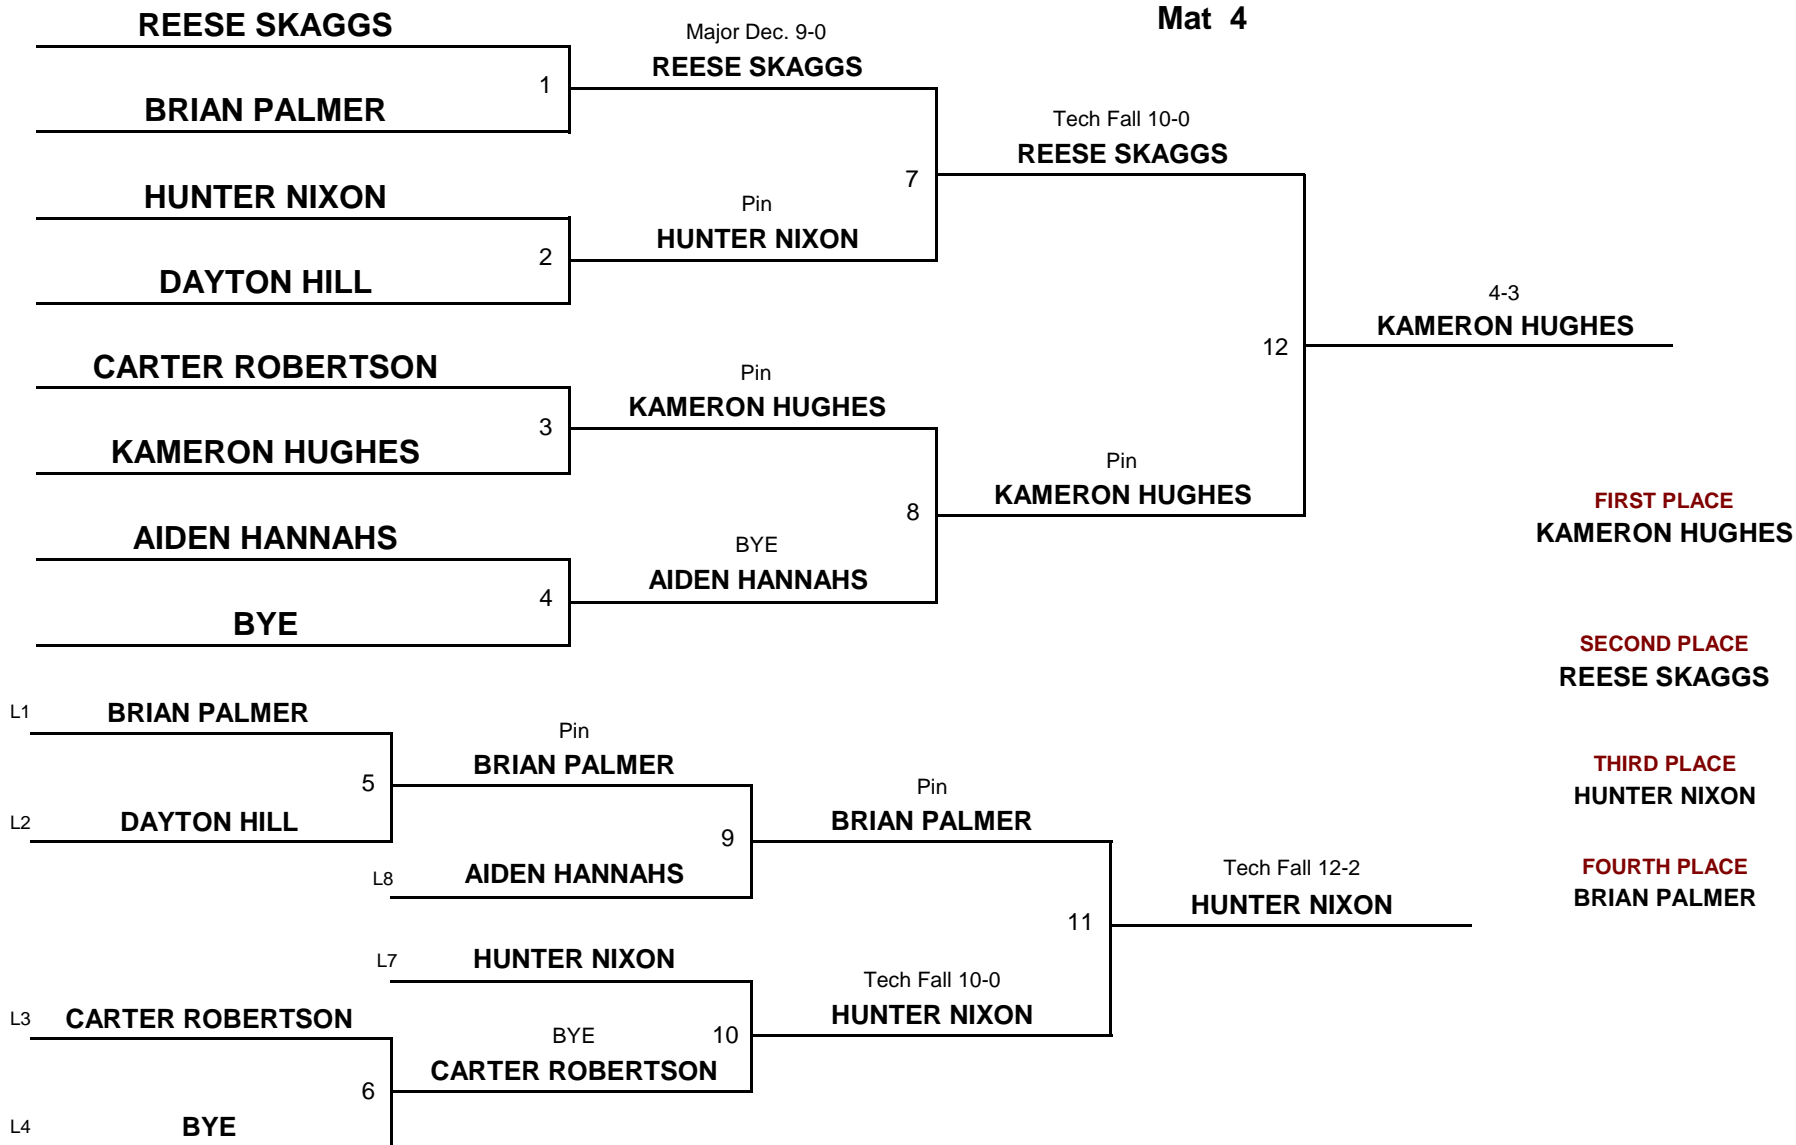 Mat 4
REESE SKAGGS
Major Dec. 9-0
REESE SKAGGS
1
BRIAN PALMER
Tech Fall 10-0
REESE SKAGGS
7
HUNTER NIXON
Pin
HUNTER NIXON
2
DAYTON HILL
4-3
KAMERON HUGHES
12
CARTER ROBERTSON
Pin
KAMERON HUGHES
3
KAMERON HUGHES
Pin
KAMERON HUGHES
8
AIDEN HANNAHS
BYE
AIDEN HANNAHS
4
BYE
FIRST PLACE
KAMERON HUGHES
SECOND PLACE
REESE SKAGGS
THIRD PLACE
HUNTER NIXON
FOURTH PLACE
BRIAN PALMER
L1 BRIAN PALMER
Pin
BRIAN PALMER
5
L2 DAYTON HILL
Pin
BRIAN PALMER
9
L8 AIDEN HANNAHS
Tech Fall 12-2
HUNTER NIXON
11
L7 HUNTER NIXON
Tech Fall 10-0
HUNTER NIXON
L3 CARTER ROBERTSON
BYE
10
CARTER ROBERTSON
6
L4 BYE